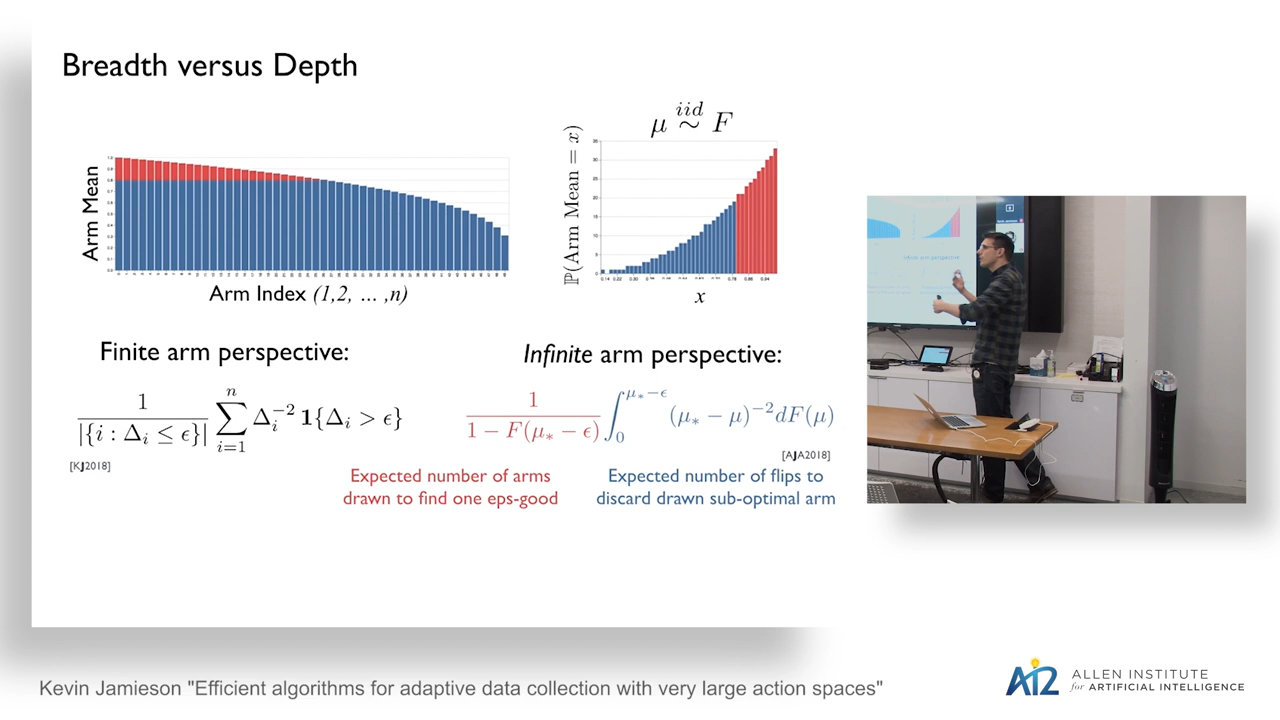 Breadth versus Depth
Arm Mean
Arm Index (1,2, … ,n)
μ iid ~ F
ℙ(Arm Mean = x)
x
Finite arm perspective:
1 / |{i : Δ_i ≤ ϵ}| ∑_{i=1}^{n} Δ_i^{-2} 1{Δ_i > ϵ}
[KJ2018]
Infinite arm perspective:
1 / (1 − F(μ_* − ϵ)) ∫_0^{μ_*−ϵ} (μ_* − μ)^{-2} dF(μ)
[AJA2018]
Expected number of arms
drawn to find one eps-good
Expected number of flips to
discard drawn sub-optimal arm
Kevin Jamieson "Efficient algorithms for adaptive data collection with very large action spaces"
AI2
ALLEN INSTITUTE
for ARTIFICIAL INTELLIGENCE